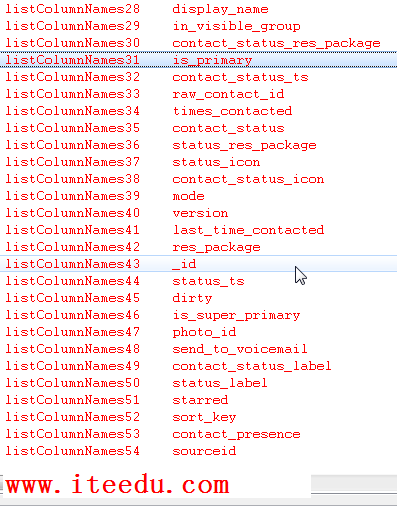 listColumnNames28 display_name
listColumnNames29 in_visible_group
listColumnNames30 contact_status_res_package
listColumnNames31 is_primary
listColumnNames32 contact_status_ts
listColumnNames33 raw_contact_id
listColumnNames34 times_contacted
listColumnNames35 contact_status
listColumnNames36 status_res_package
listColumnNames37 status_icon
listColumnNames38 contact_status_icon
listColumnNames39 mode
listColumnNames40 version
listColumnNames41 last_time_contacted
listColumnNames42 res_package
listColumnNames43 _id
listColumnNames44 status_ts
listColumnNames45 dirty
listColumnNames46 is_super_primary
listColumnNames47 photo_id
listColumnNames48 send_to_voicemail
listColumnNames49 contact_status_label
listColumnNames50 status_label
listColumnNames51 starred
listColumnNames52 sort_key
listColumnNames53 contact_presence
listColumnNames54 sourceid
www.iteedu.com